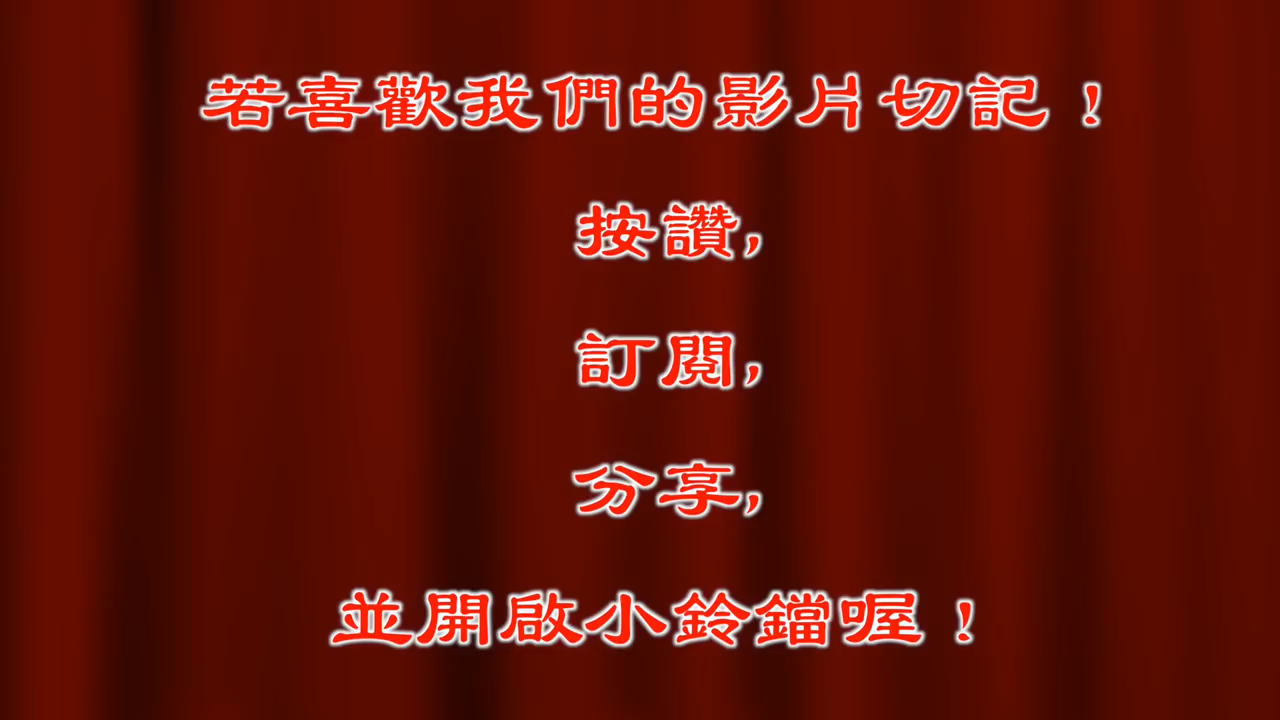 若喜歡我們的影片切記！
按讚,
訂閱,
分享,
並開啟小鈴鐺喔！